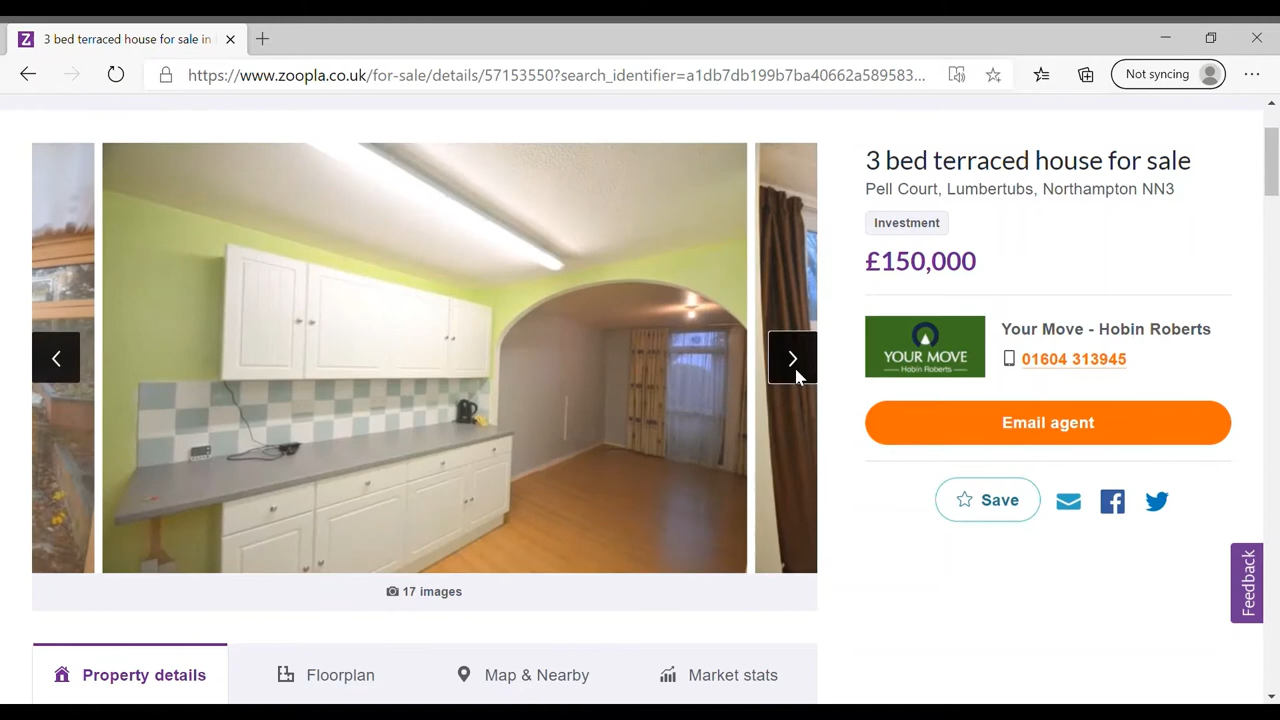 3 bed terraced house for sale in
https://www.zoopla.co.uk/for-sale/details/57153550?search_identifier=a1db7db199b7ba40662a589583...
Not syncing
3 bed terraced house for sale
Pell Court, Lumbertubs, Northampton NN3
Investment
£150,000
YOUR MOVE
Hobin Roberts
Your Move - Hobin Roberts
01604 313945
Email agent
Save
Feedback
17 images
Property details
Floorplan
Map & Nearby
Market stats